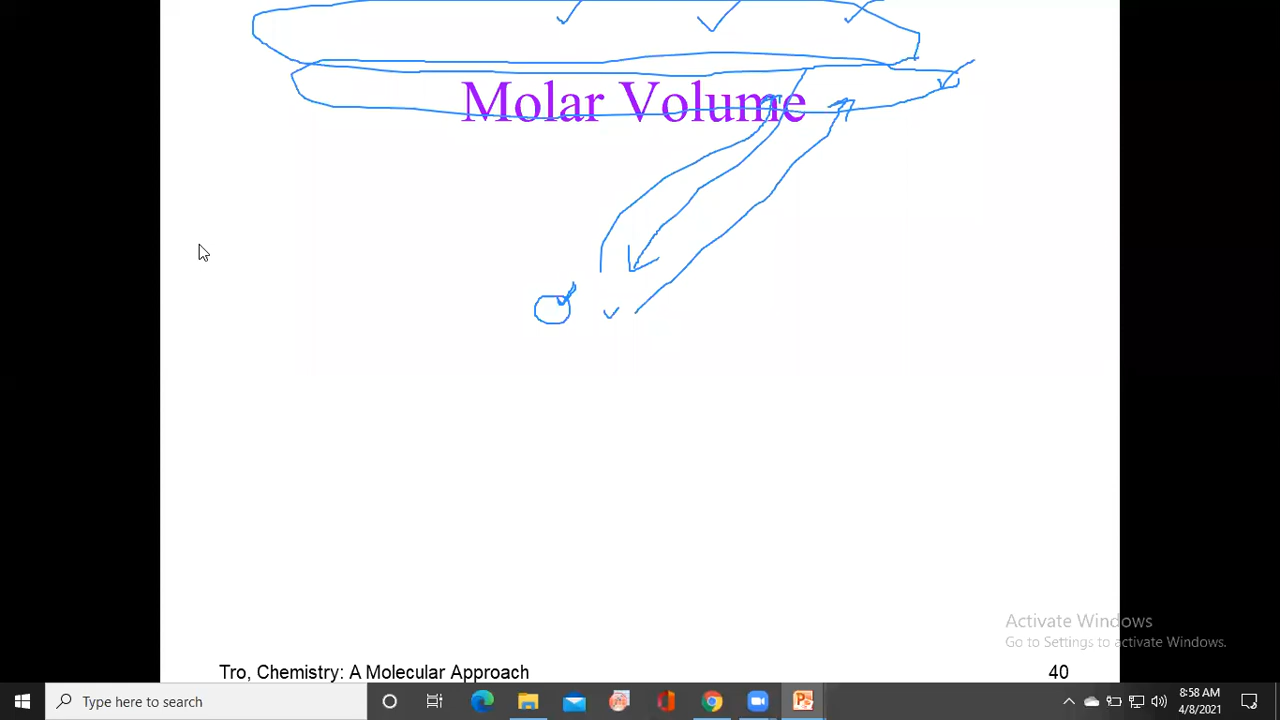 Molar Volume
Activate Windows
Go to Settings to activate Windows.
Tro, Chemistry: A Molecular Approach
40
Type here to search
8:58 AM
4/8/2021